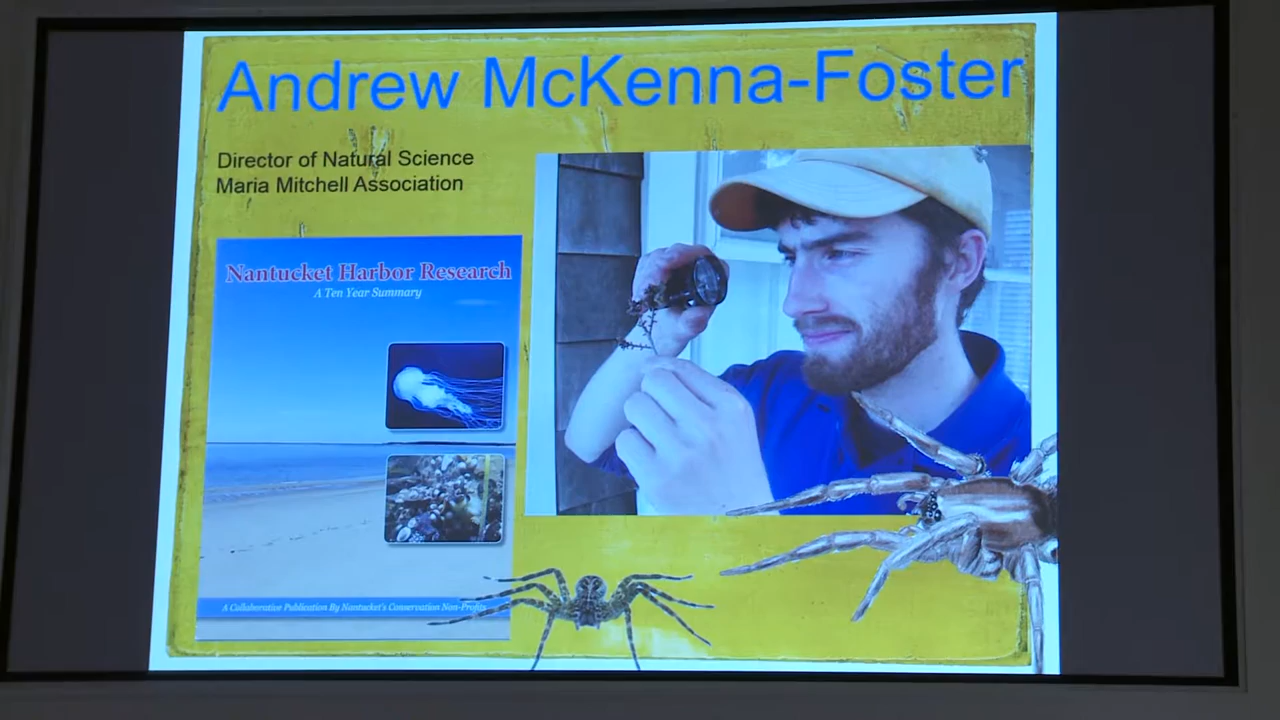 Andrew McKenna-Foster
Director of Natural Science
Maria Mitchell Association
Nantucket Harbor Research
A Ten Year Summary
A Collaborative Publication By Nantucket's Conservation Non-Profits